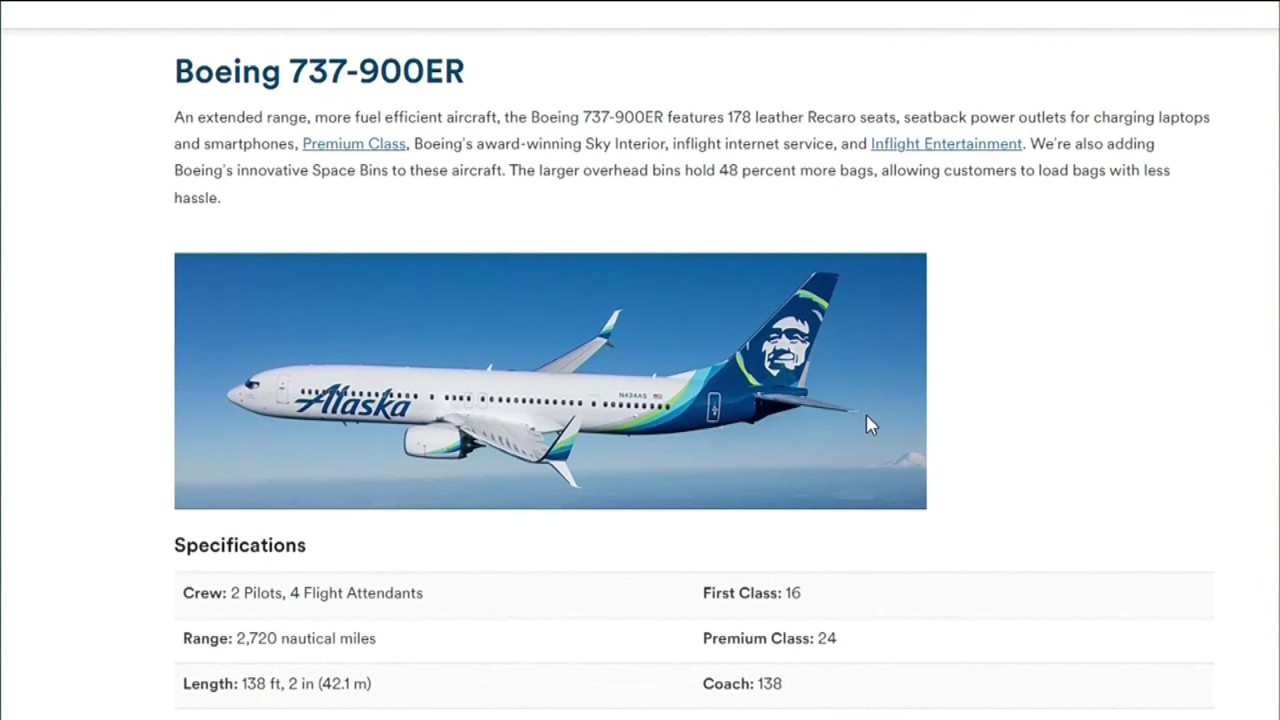 Boeing 737-900ER
An extended range, more fuel efficient aircraft, the Boeing 737-900ER features 178 leather Recaro seats, seatback power outlets for charging laptops
and smartphones, Premium Class, Boeing's award-winning Sky Interior, inflight internet service, and Inflight Entertainment. We're also adding
Boeing's innovative Space Bins to these aircraft. The larger overhead bins hold 48 percent more bags, allowing customers to load bags with less
hassle.
Alaska
N434AS
Specifications
Crew: 2 Pilots, 4 Flight Attendants
First Class: 16
Range: 2,720 nautical miles
Premium Class: 24
Length: 138 ft, 2 in (42.1 m)
Coach: 138